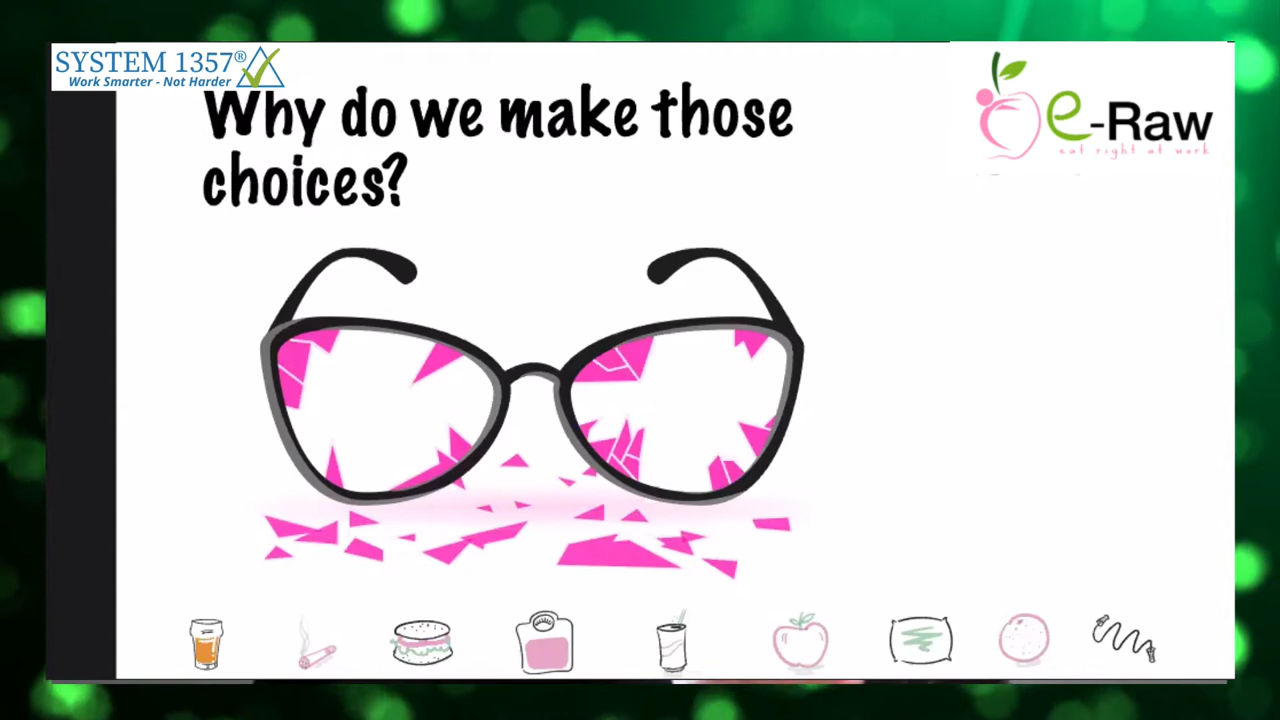 SYSTEM 1357®
Work Smarter - Not Harder
Why do we make those
choices?
e-Raw
eat right at work